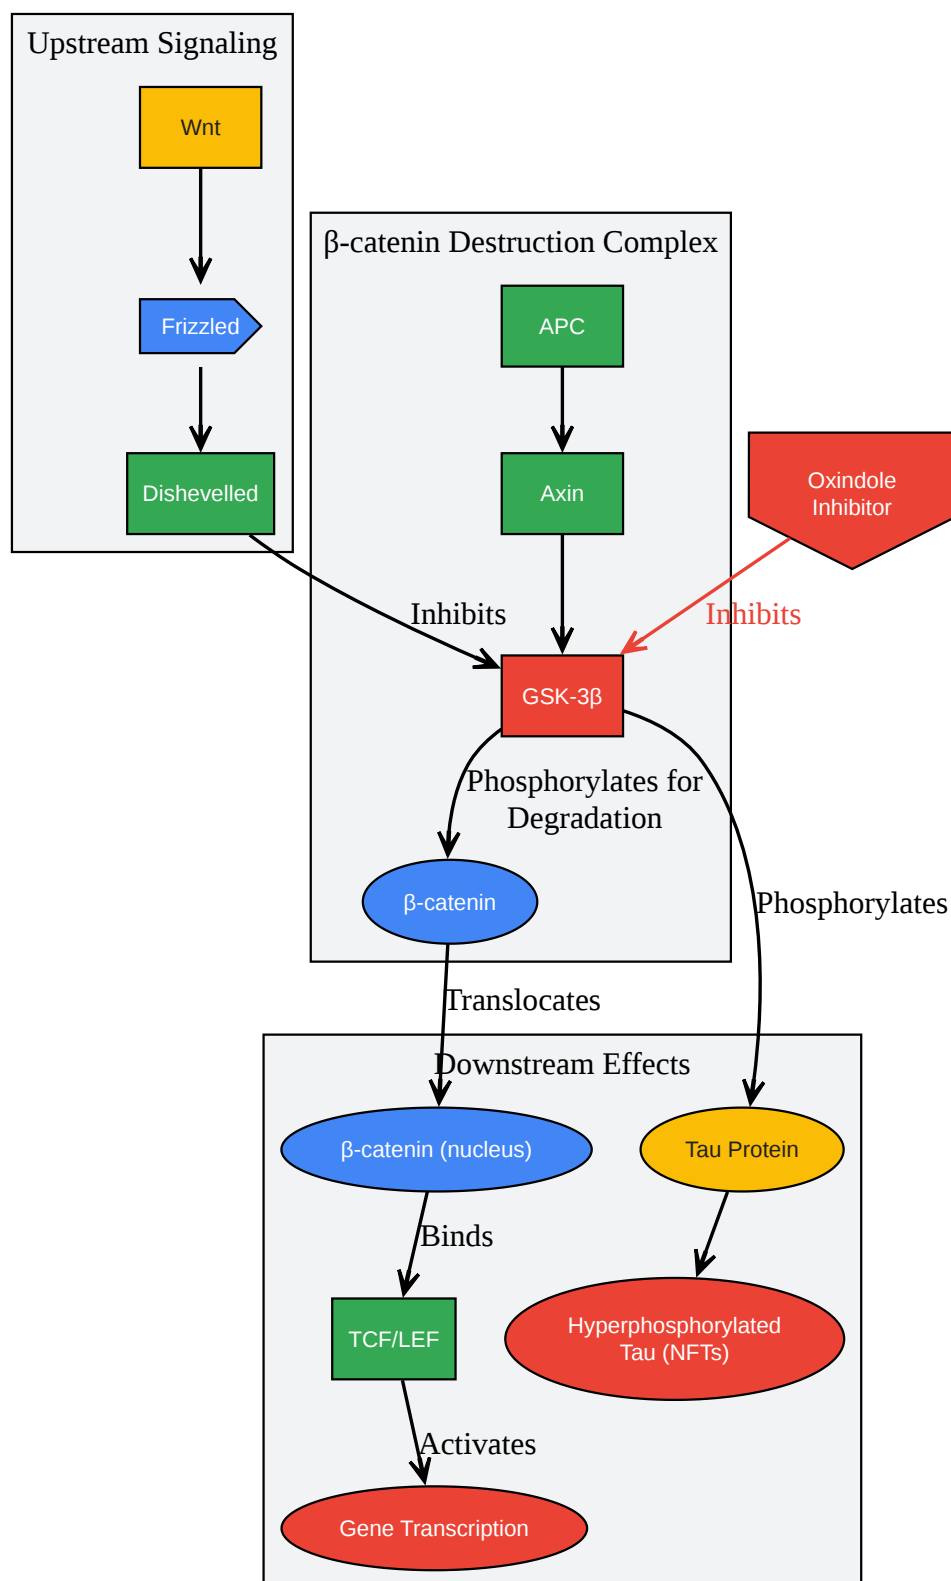 Upstream Signaling
Wnt
Frizzled
Dishevelled
β-catenin Destruction Complex
APC
Axin
Oxindole
Inhibitor
Inhibits
Inhibits
GSK-3β
Phosphorylates for
Degradation
β-catenin
Phosphorylates
Translocates
Downstream Effects
β-catenin (nucleus)
Tau Protein
Binds
TCF/LEF
Hyperphosphorylated
Tau (NFTs)
Activates
Gene Transcription